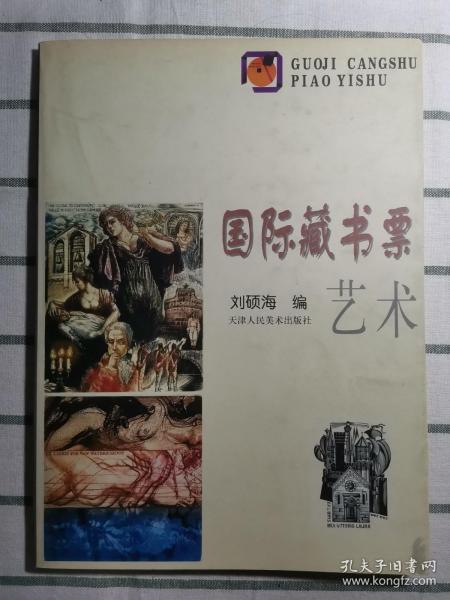 GUOJI CANGSHU
PIAO YISHU
国际藏书票
艺术
刘硕海 编
天津人民美术出版社
孔夫子旧书网
www.kongfz.com